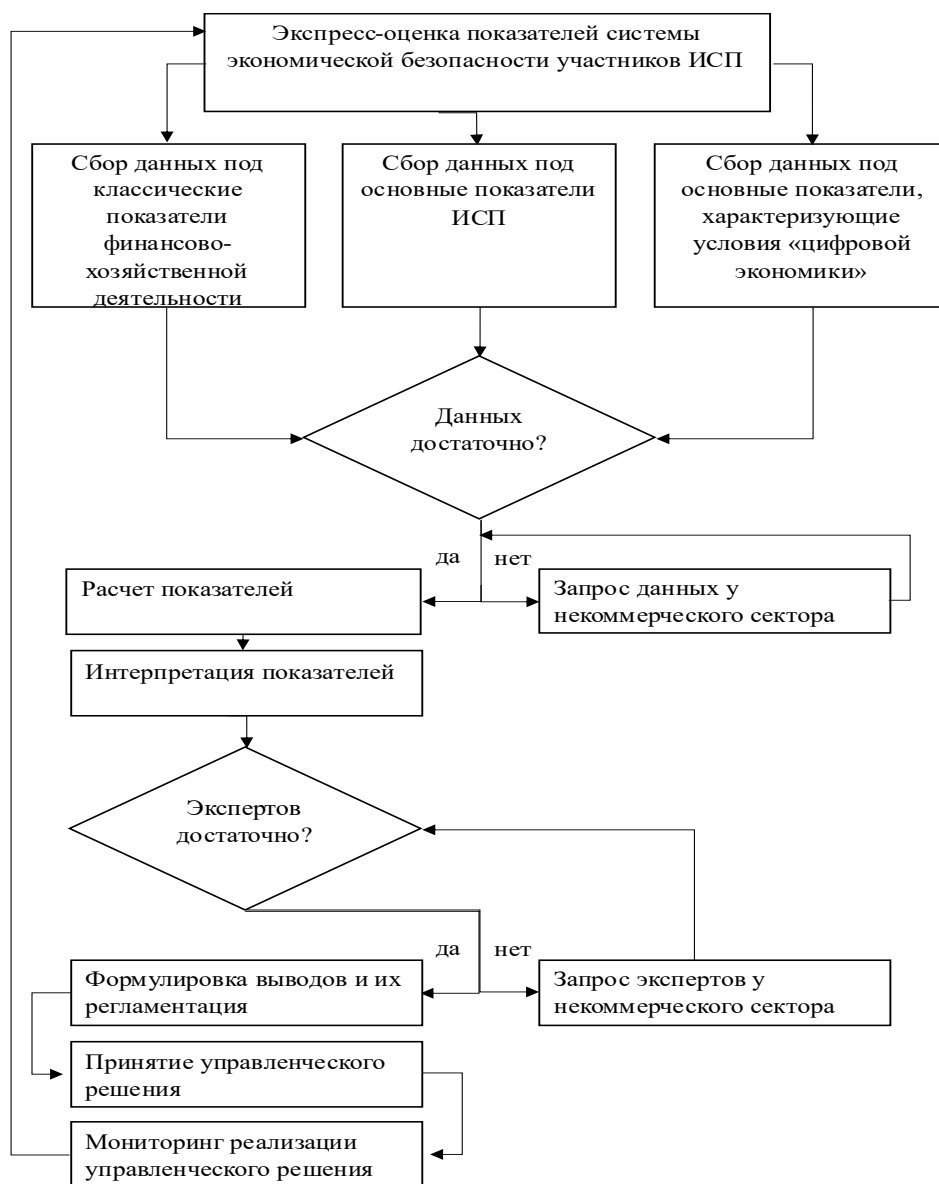 Экспресс-оценка показателей системы
экономической безопасности участников ИСП
Сбор данных под
классические
показатели
финансово-
хозяйственной
деятельности
Сбор данных под
основные показатели
ИСП
Сбор данных под
основные показатели,
характеризующие
условия «цифровой
экономики»
Данных
достаточно?
да
нет
Расчет показателей
Запрос данных у
некоммерческого сектора
Интерпретация показателей
Экспертов
достаточно?
да
нет
Формулировка выводов и их
регламентация
Запрос экспертов у
некоммерческого сектора
Принятие управленческого
решения
Мониторинг реализации
управленческого решения